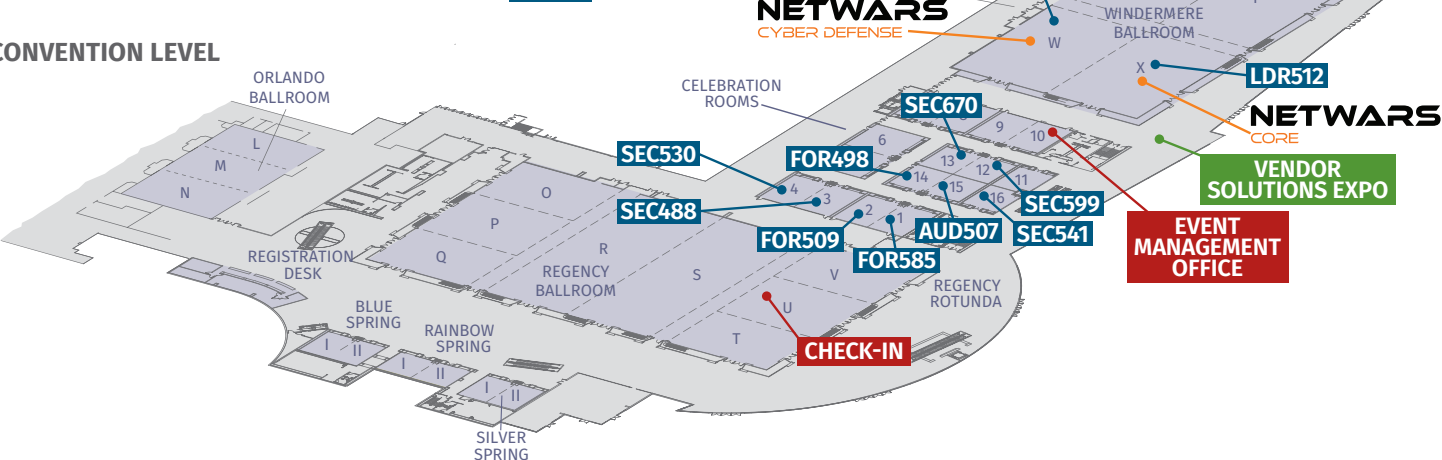 NETWARS
CYBER DEFENSE
WINDERMERE
BALLROOM
W
X
LDR512
NETWARS
CORE
CONVENTION LEVEL
ORLANDO
BALLROOM
L
M
N
CELEBRATION
ROOMS
SEC670
9
10
6
SEC530
FOR498
13
12
11
14
15
16
4
3
2
1
SEC488
SEC599
FOR509
AUD507
SEC541
FOR585
VENDOR
SOLUTIONS EXPO
EVENT
MANAGEMENT
OFFICE
O
P
Q
R
S
V
U
T
REGISTRATION
DESK
REGENCY
BALLROOM
REGENCY
ROTUNDA
BLUE
SPRING
I
II
RAINBOW
SPRING
I
II
CHECK-IN
I
II
SILVER
SPRING